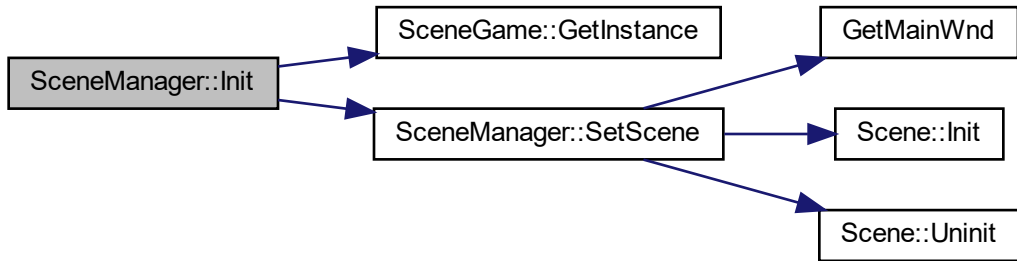 SceneManager::Init
SceneGame::GetInstance
SceneManager::SetScene
GetMainWnd
Scene::Init
Scene::Uninit